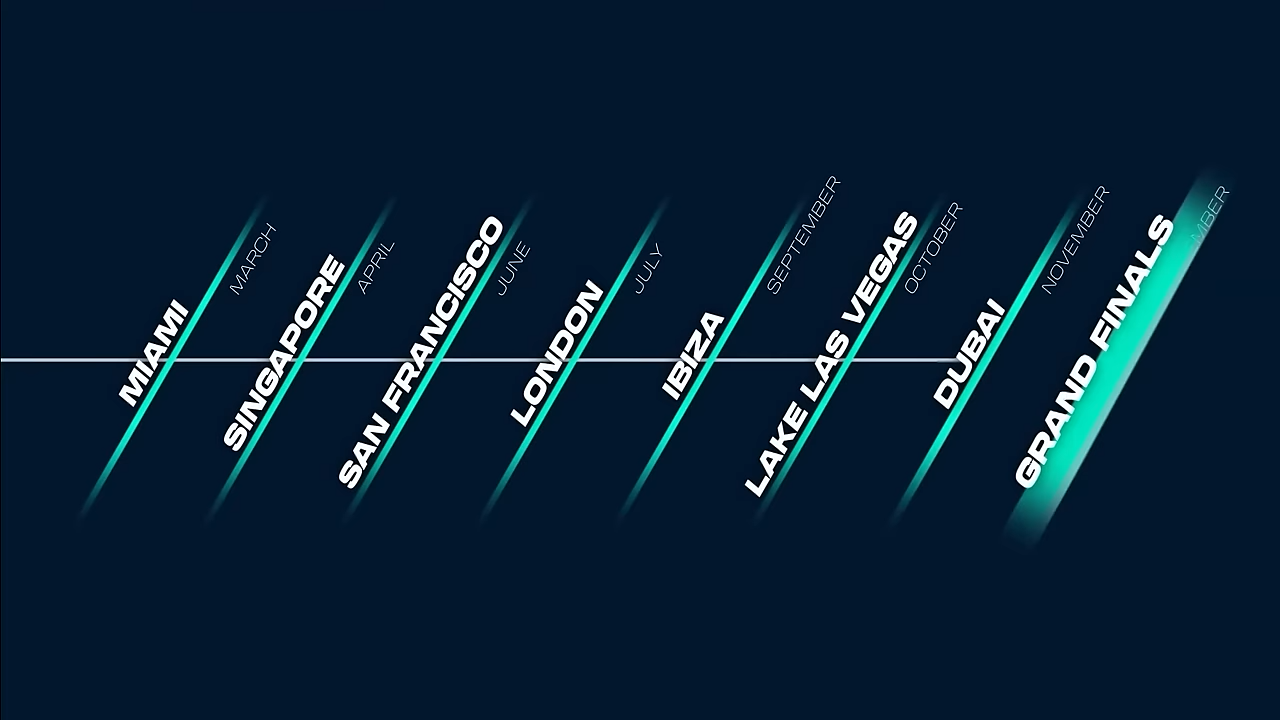 MIAMI
MARCH
SINGAPORE
APRIL
SAN FRANCISCO
JUNE
LONDON
JULY
IBIZA
SEPTEMBER
LAKE LAS VEGAS
OCTOBER
DUBAI
NOVEMBER
GRAND FINALS
MBER